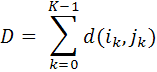 D = \sum_{k=0}^{K-1} d(i_k, j_k)